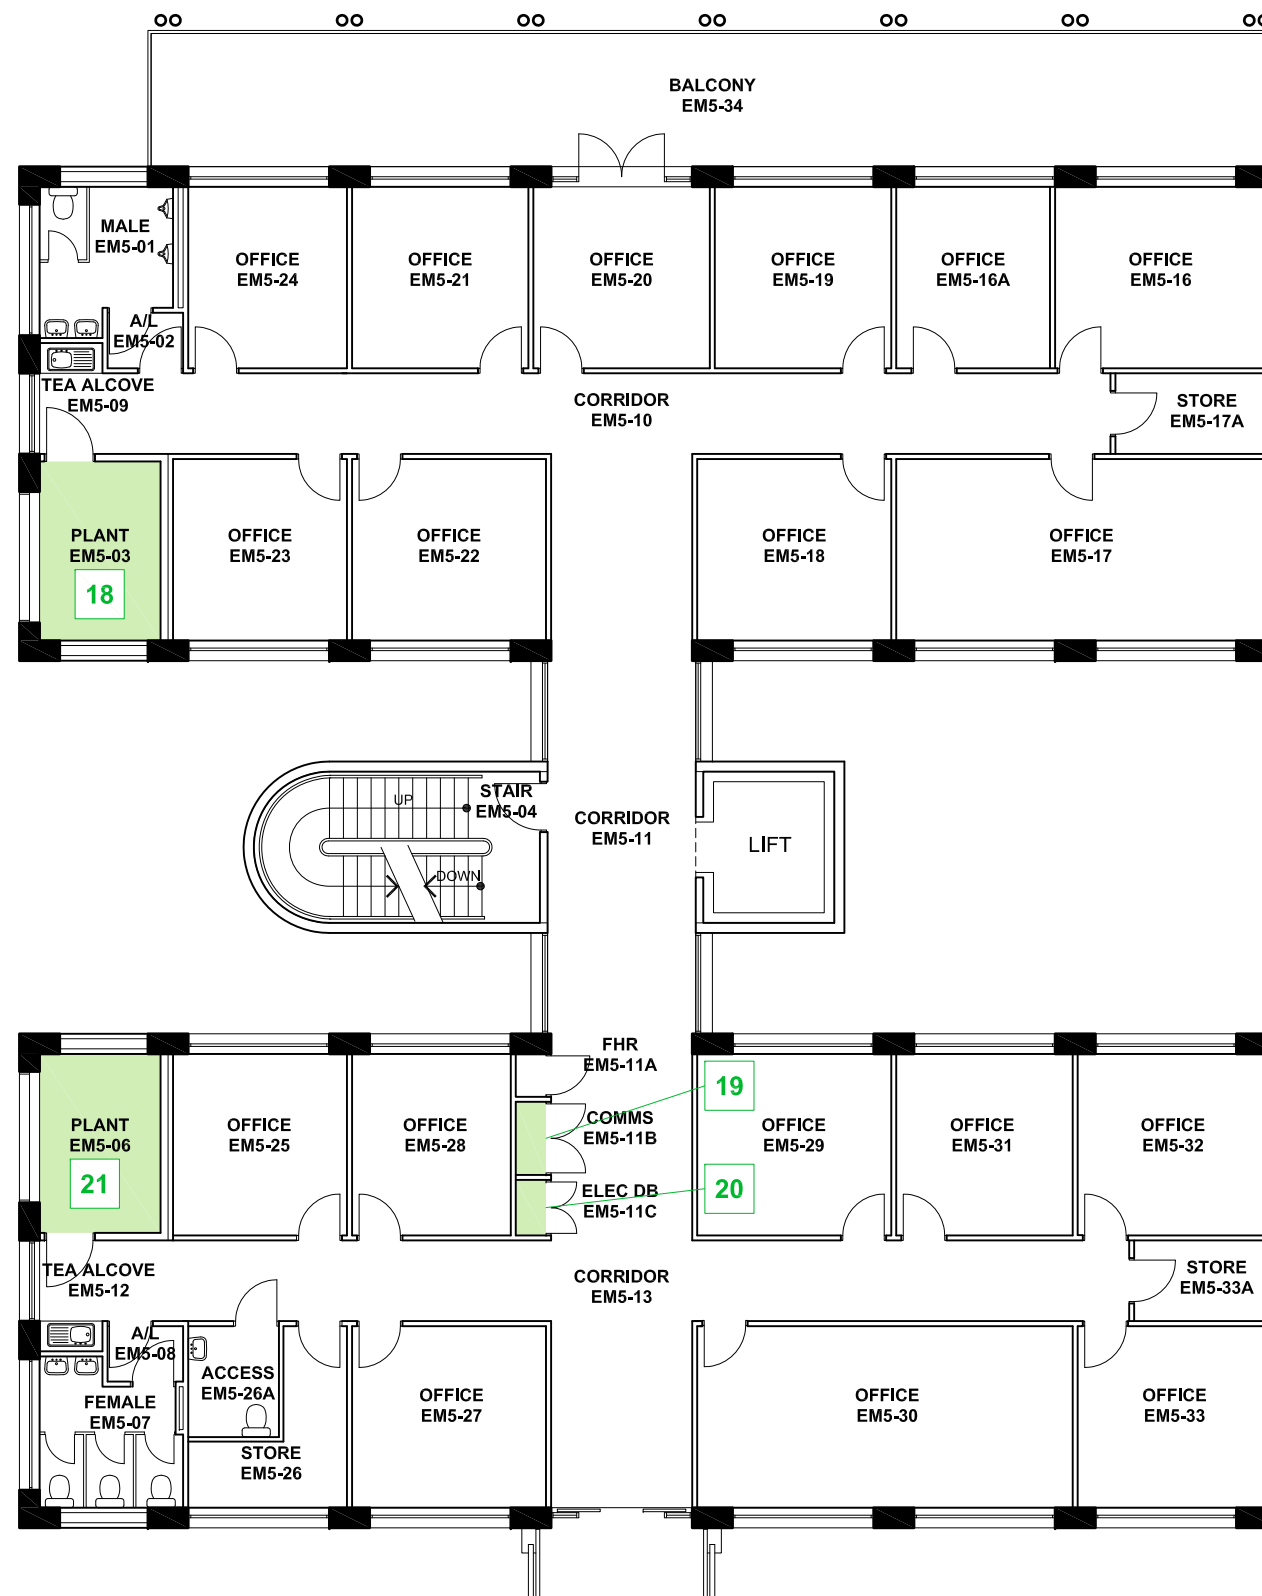 BALCONY
EM5-34
MALE
EM5-01
OFFICE
EM5-24
OFFICE
EM5-21
OFFICE
EM5-20
OFFICE
EM5-19
OFFICE
EM5-16A
OFFICE
EM5-16
A/L
EM5-02
TEA ALCOVE
EM5-09
CORRIDOR
EM5-10
STORE
EM5-17A
PLANT
EM5-03
18
OFFICE
EM5-23
OFFICE
EM5-22
OFFICE
EM5-18
OFFICE
EM5-17
UP
STAIR
EM5-04
DOWN
CORRIDOR
EM5-11
LIFT
FHR
EM5-11A
19
PLANT
EM5-06
21
OFFICE
EM5-25
OFFICE
EM5-28
COMMS
EM5-11B
OFFICE
EM5-29
OFFICE
EM5-31
OFFICE
EM5-32
ELEC DB
EM5-11C
20
TEA ALCOVE
EM5-12
CORRIDOR
EM5-13
STORE
EM5-33A
A/L
EM5-08
ACCESS
EM5-26A
FEMALE
EM5-07
OFFICE
EM5-27
OFFICE
EM5-30
OFFICE
EM5-33
STORE
EM5-26